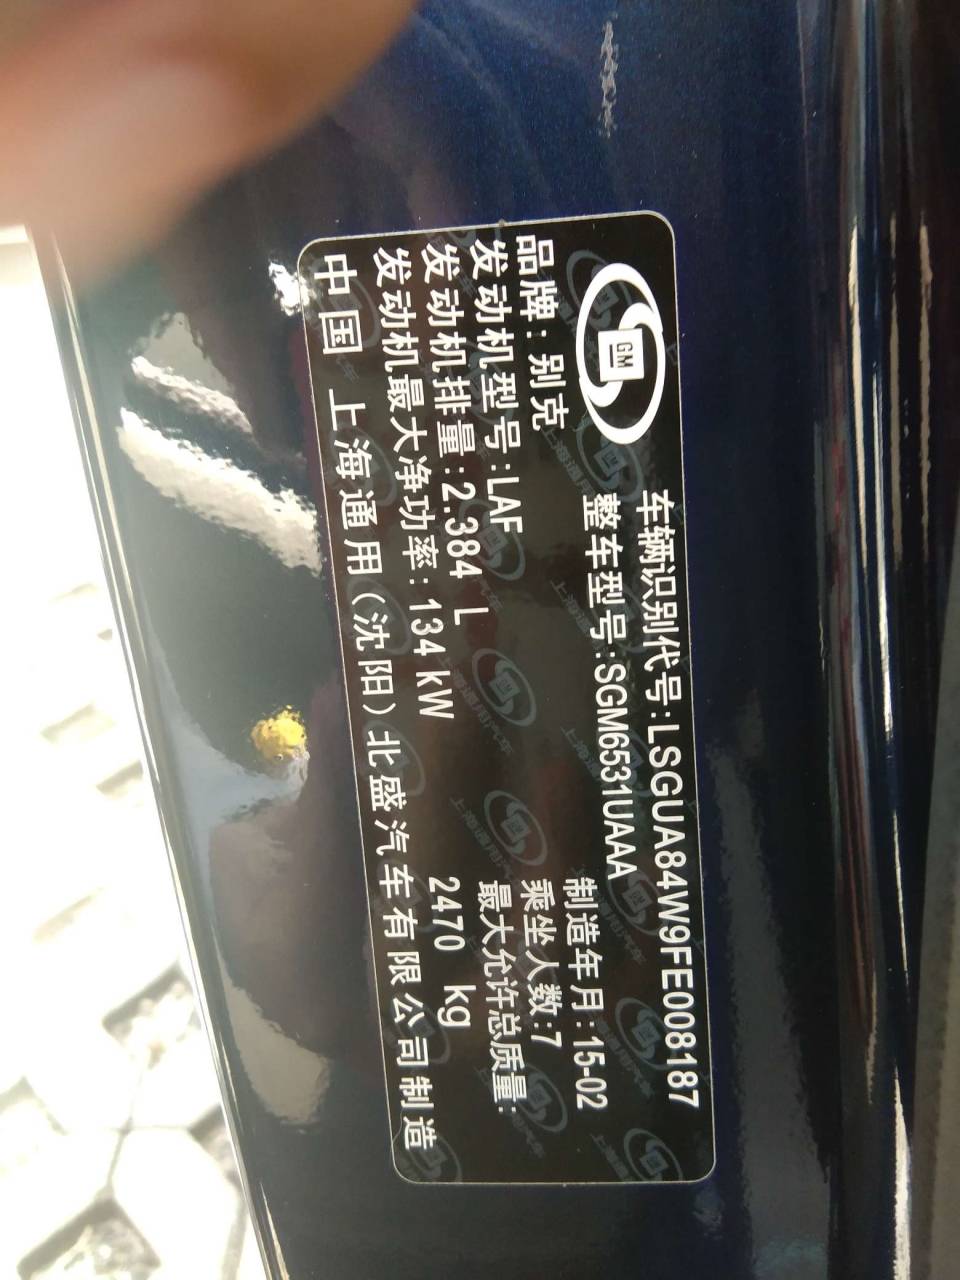 GM
车辆识别代号:LSGUA84W9FE008187
整车型号:SGM6531UAAA
品牌:别克 制造年月:15-02
发动机型号:LAF 乘坐人数:7
发动机排量:2.384 L 最大允许总质量:
发动机最大净功率:134 kW 2470 kg
中国 上海通用(沈阳)北盛汽车有限公司制造